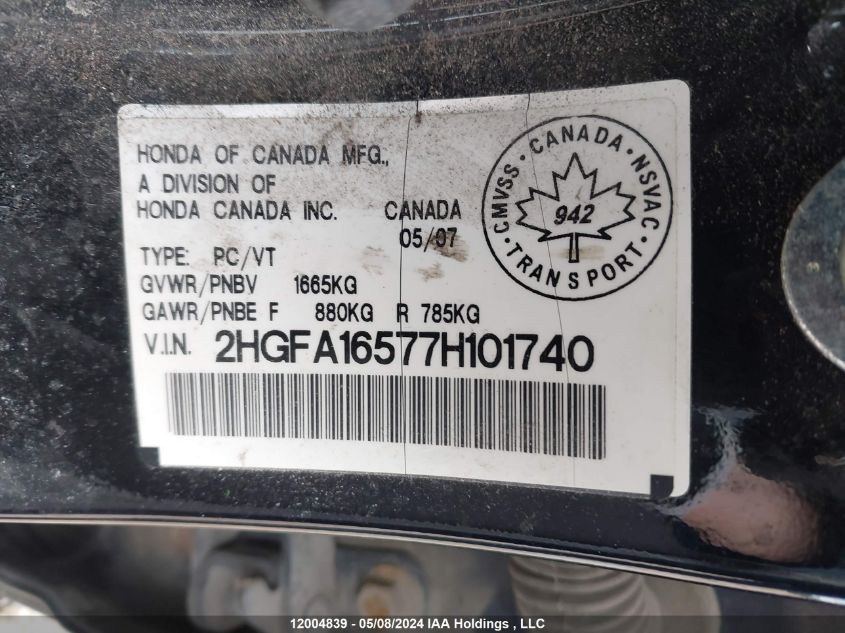 HONDA OF CANADA MFG.,
A DIVISION OF
HONDA CANADA INC. CANADA
05/07
TYPE: PC/VT
GVWR/PNBV 1665KG
GAWR/PNBE F 880KG R 785KG
V.I.N. 2HGFA16577H101740
CMVSS · CANADA · NSVAC
942
· TRANSPORT ·
12004839 - 05/08/2024 IAA Holdings , LLC